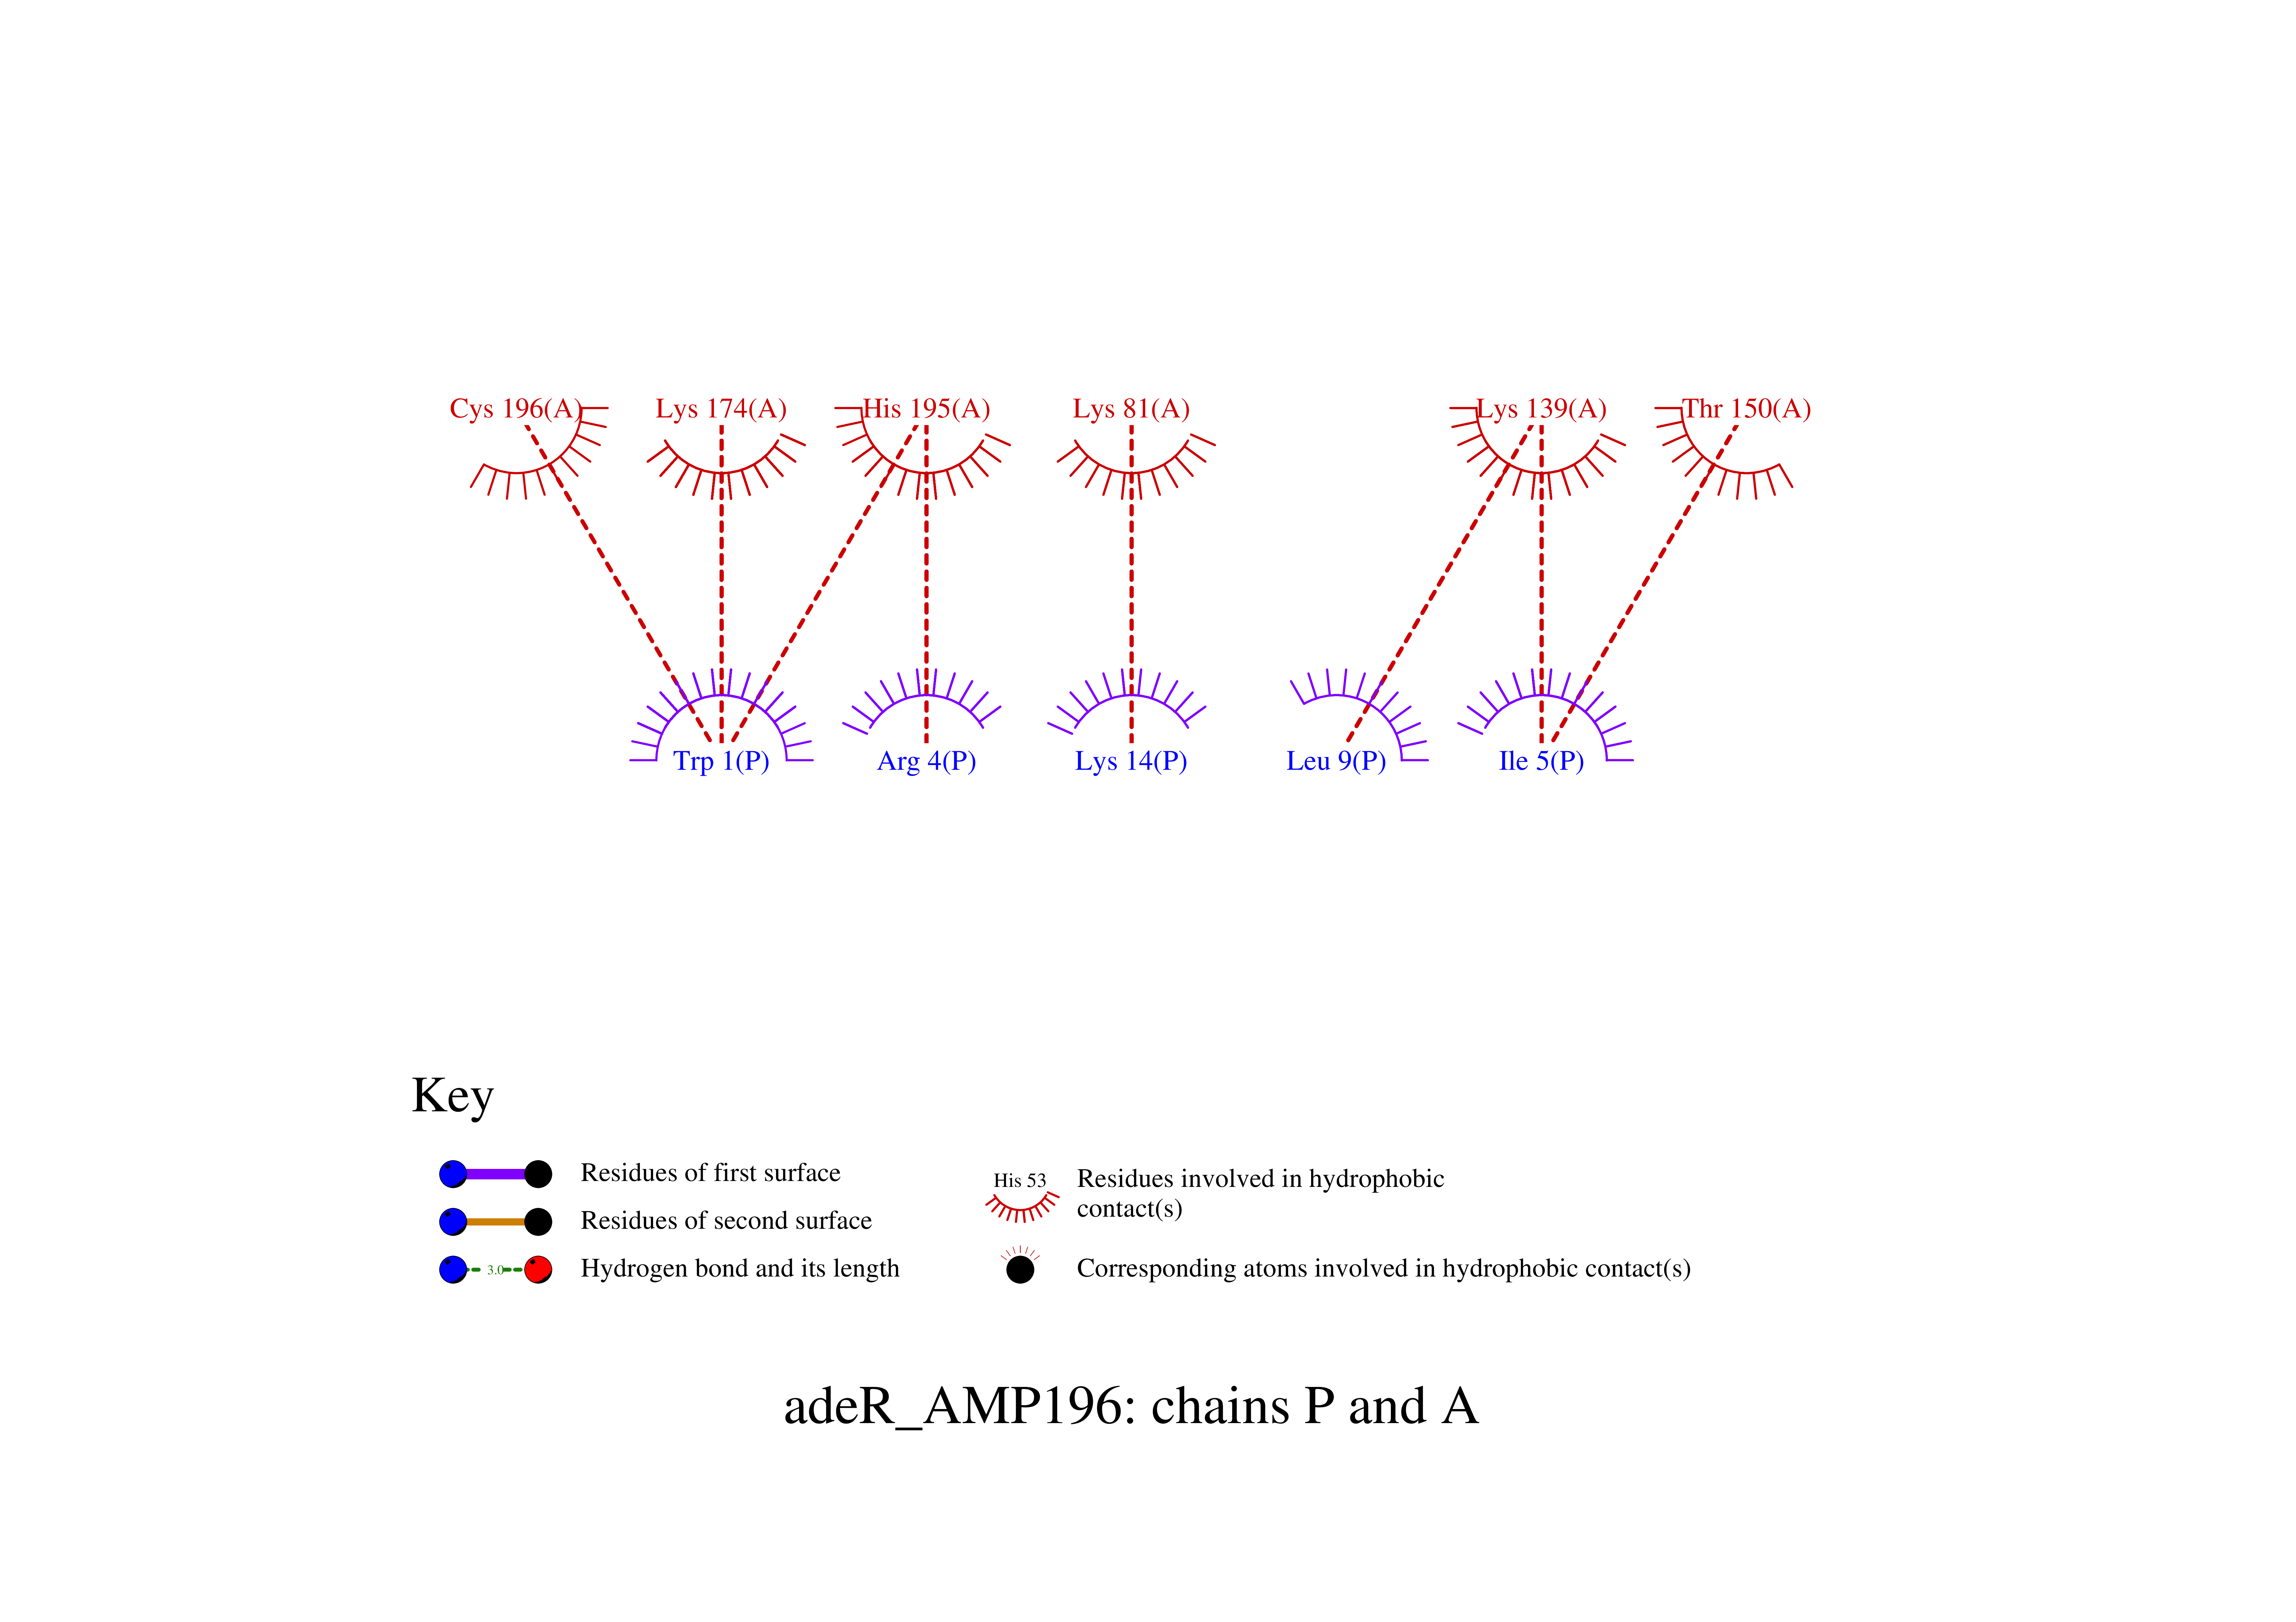 Cys 196(A) Lys 174(A) His 195(A) Lys 81(A) Lys 139(A) Thr 150(A)
Trp 1(P) Arg 4(P) Lys 14(P) Leu 9(P) Ile 5(P)
Key
Residues of first surface
Residues of second surface
3.0 Hydrogen bond and its length
His 53 Residues involved in hydrophobic
contact(s)
Corresponding atoms involved in hydrophobic contact(s)
adeR_AMP196: chains P and A